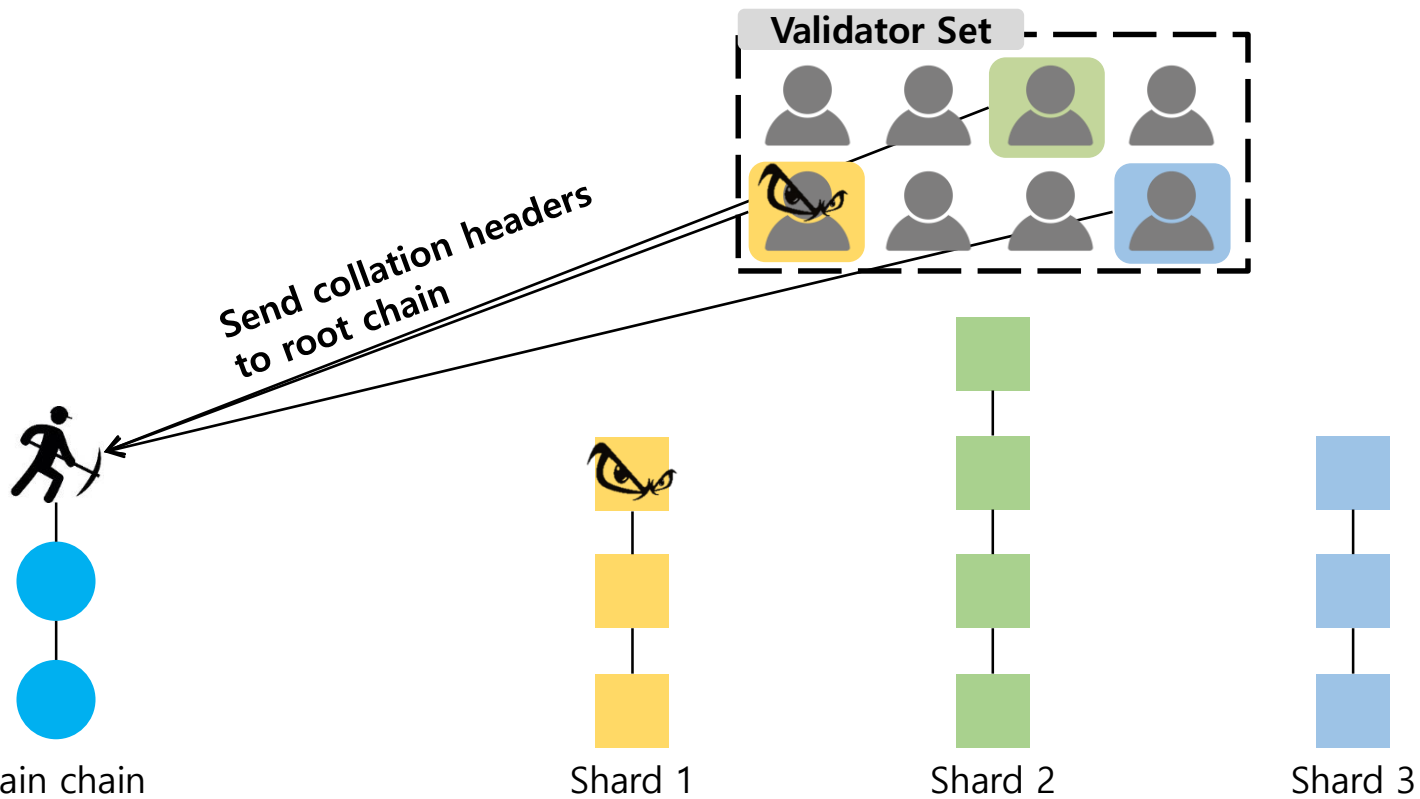 Validator Set
Send collation headers
to root chain
ain chain
Shard 1
Shard 2
Shard 3